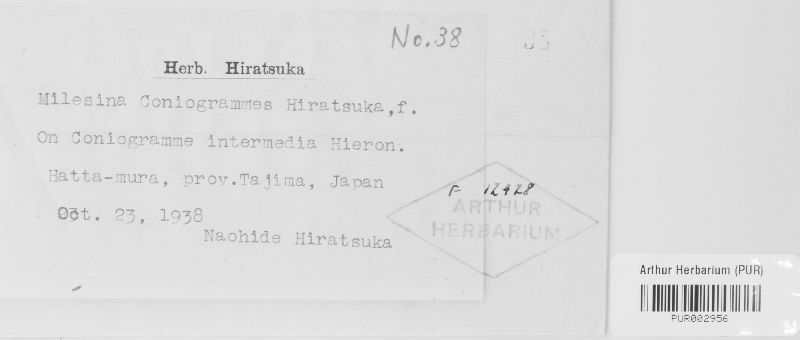 No.38
33
Herb. Hiratsuka
Milesina Coniogrammes Hiratsuka,f.
On Coniogramme intermedia Hieron.
Hatta-mura, prov.Tajima, Japan
Oct. 23, 1938
Naohide Hiratsuka
F 12428
ARTHUR
HERBARIUM
Arthur Herbarium (PUR)
PUR002956